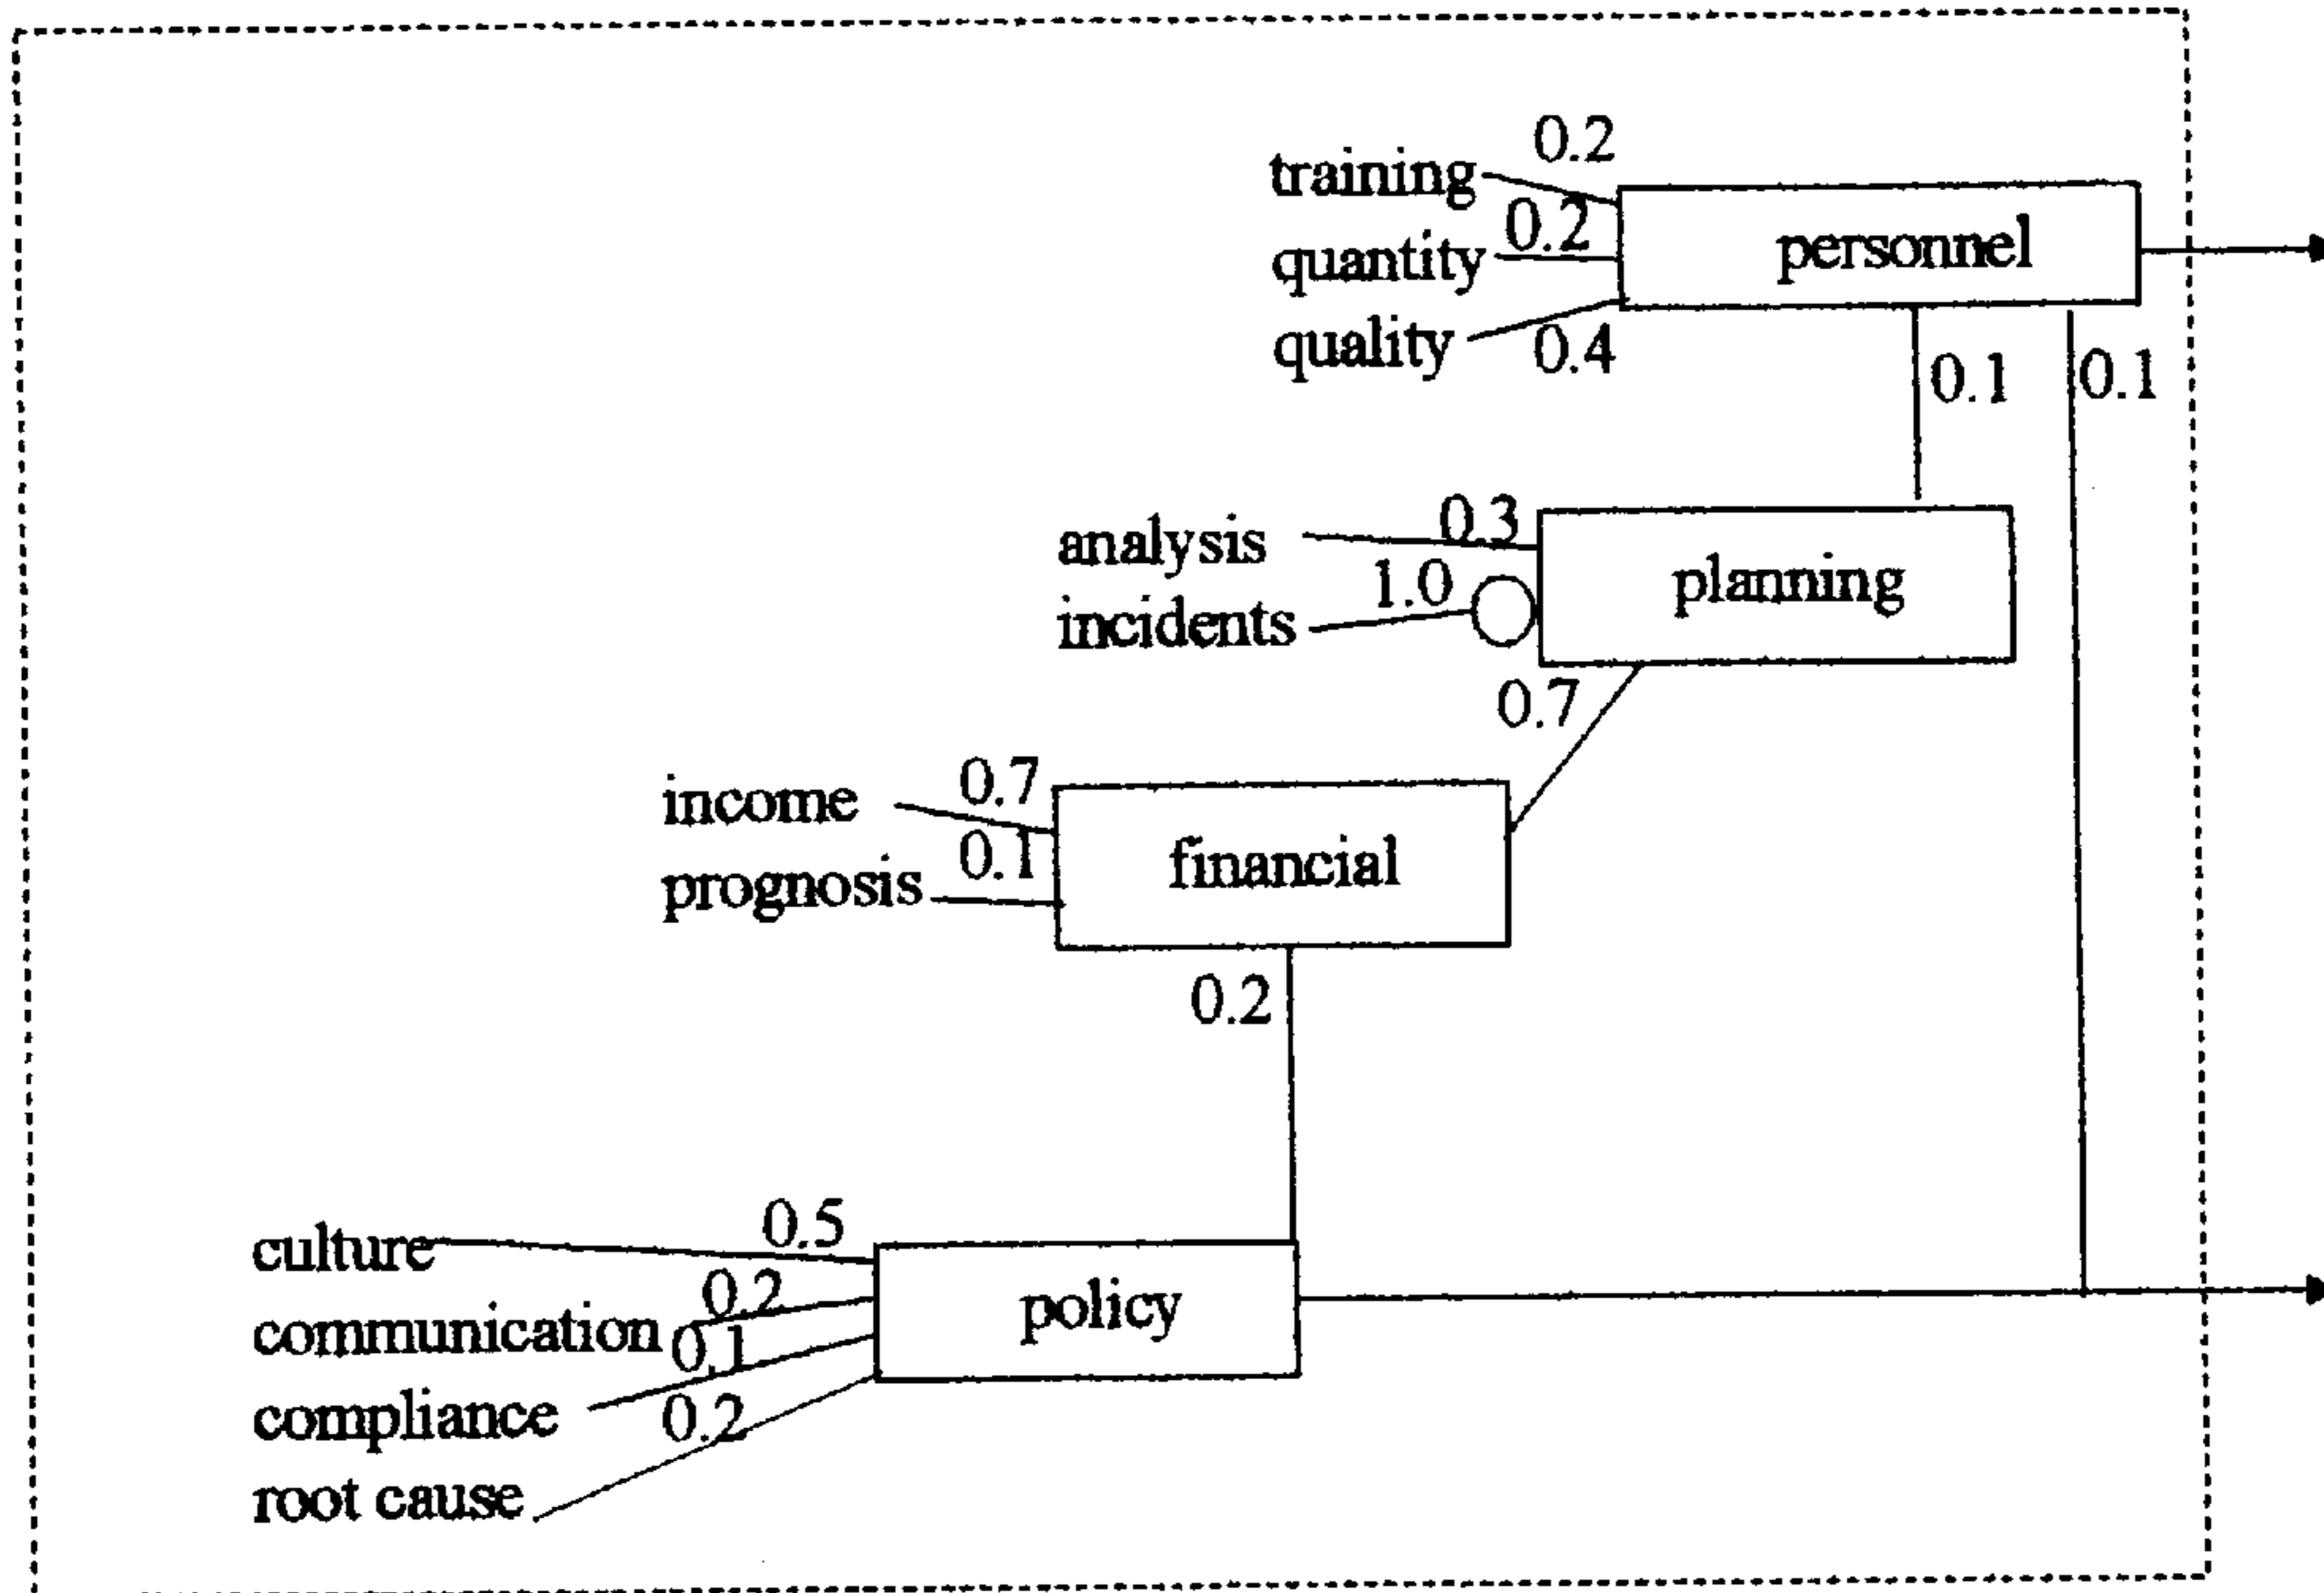 0.2
training
0.2
quantity
personnel
quality
0.4
0.1
0.1
analysis
0.3
planning
incidents
1.0
0.7
income
0.7
financial
prognosis
0.1
0.2
culture
0.5
communication
0.2
policy
compliance
0.1
root cause
0.2